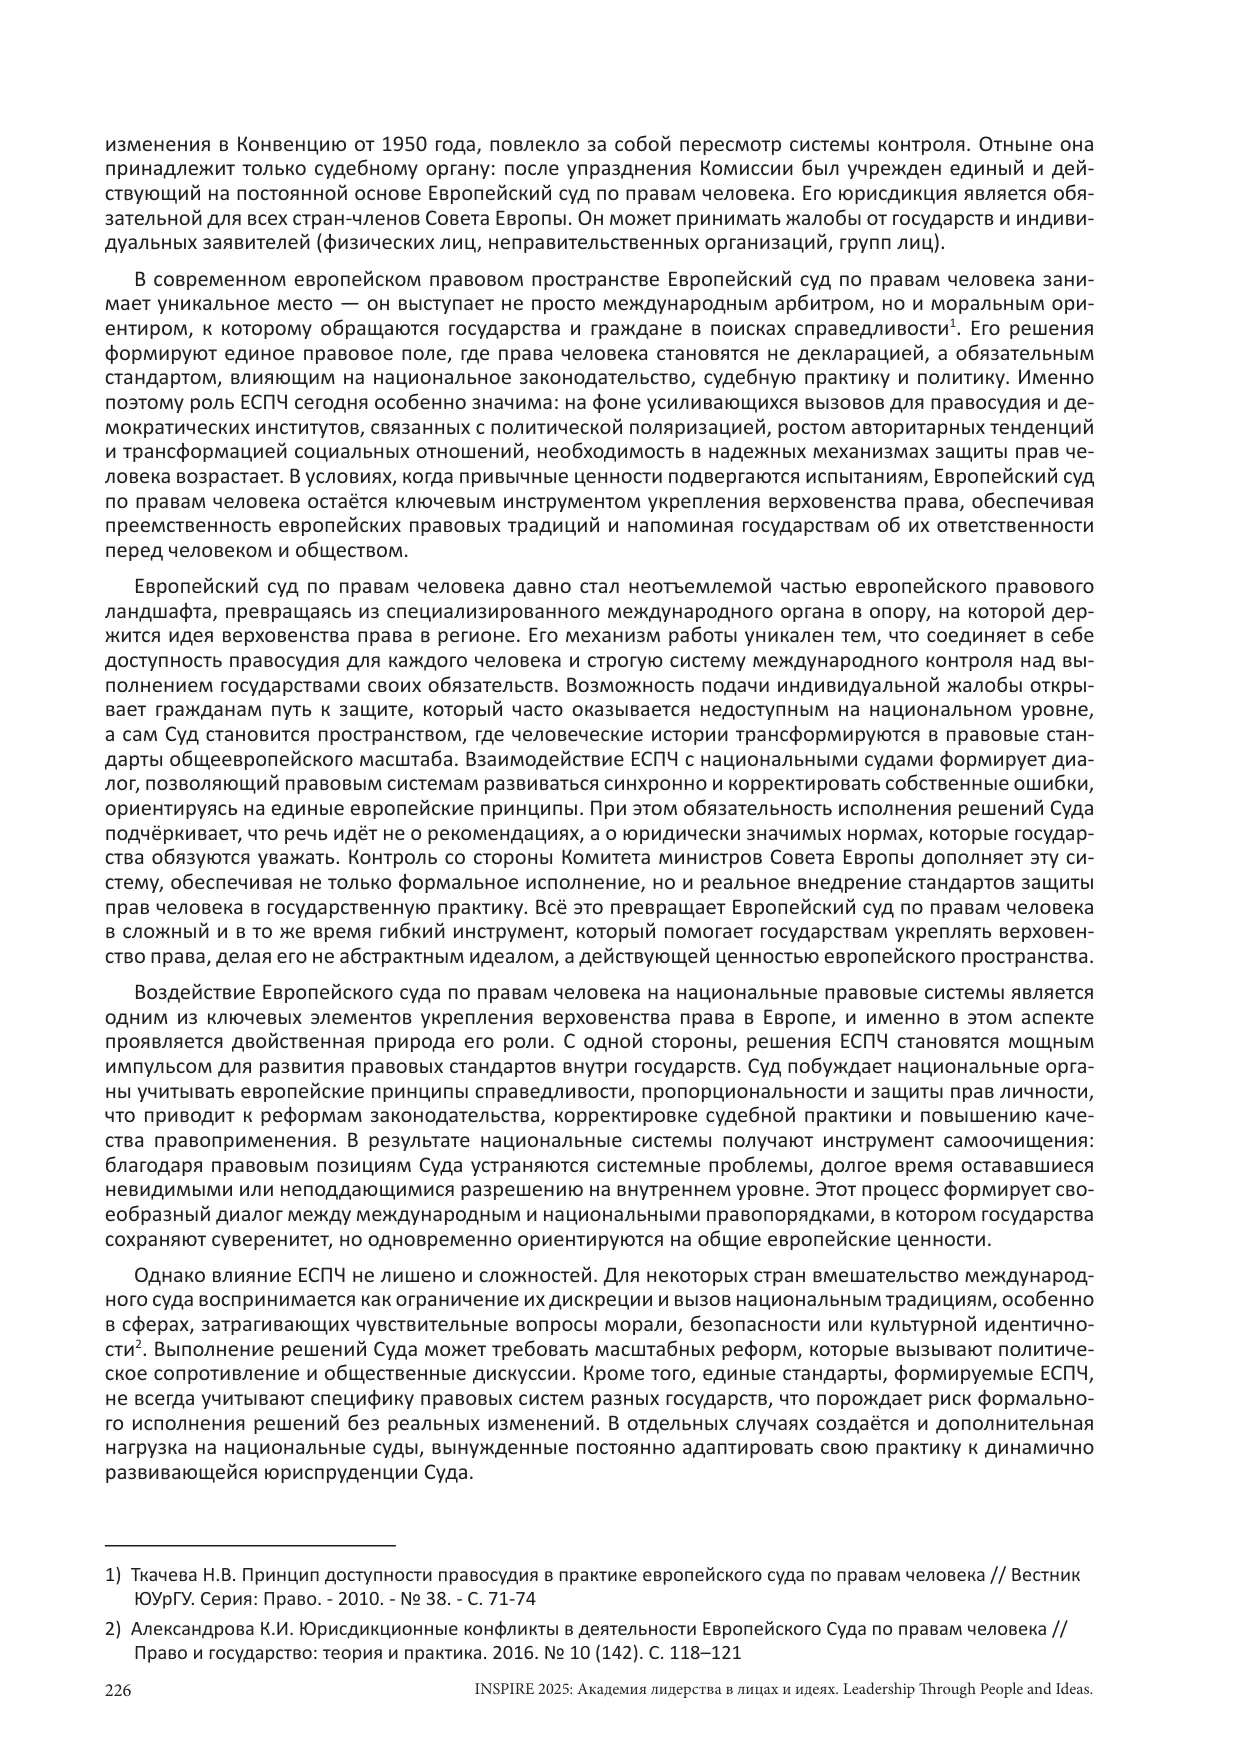 изменения в Конвенцию от 1950 года, повлекло за собой пересмотр системы контроля. Отныне она
принадлежит только судебному органу: после упразднения Комиссии был учрежден единый и дей-
ствующий на постоянной основе Европейский суд по правам человека. Его юрисдикция является обя-
зательной для всех стран-членов Совета Европы. Он может принимать жалобы от государств и индиви-
дуальных заявителей (физических лиц, неправительственных организаций, групп лиц).
В современном европейском правовом пространстве Европейский суд по правам человека зани-
мает уникальное место — он выступает не просто международным арбитром, но и моральным ори-
ентиром, к которому обращаются государства и граждане в поисках справедливости¹. Его решения
формируют единое правовое поле, где права человека становятся не декларацией, а обязательным
стандартом, влияющим на национальное законодательство, судебную практику и политику. Именно
поэтому роль ЕСПЧ сегодня особенно значима: на фоне усиливающихся вызовов для правосудия и де-
мократических институтов, связанных с политической поляризацией, ростом авторитарных тенденций
и трансформацией социальных отношений, необходимость в надежных механизмах защиты прав че-
ловека возрастает. В условиях, когда привычные ценности подвергаются испытаниям, Европейский суд
по правам человека остаётся ключевым инструментом укрепления верховенства права, обеспечивая
преемственность европейских правовых традиций и напоминая государствам об их ответственности
перед человеком и обществом.
Европейский суд по правам человека давно стал неотъемлемой частью европейского правового
ландшафта, превращаясь из специализированного международного органа в опору, на которой дер-
жится идея верховенства права в регионе. Его механизм работы уникален тем, что соединяет в себе
доступность правосудия для каждого человека и строгую систему международного контроля над вы-
полнением государствами своих обязательств. Возможность подачи индивидуальной жалобы откры-
вает гражданам путь к защите, который часто оказывается недоступным на национальном уровне,
а сам Суд становится пространством, где человеческие истории трансформируются в правовые стан-
дарты общеевропейского масштаба. Взаимодействие ЕСПЧ с национальными судами формирует диа-
лог, позволяющий правовым системам развиваться синхронно и корректировать собственные ошибки,
ориентируясь на единые европейские принципы. При этом обязательность исполнения решений Суда
подчёркивает, что речь идёт не о рекомендациях, а о юридически значимых нормах, которые государ-
ства обязуются уважать. Контроль со стороны Комитета министров Совета Европы дополняет эту си-
стему, обеспечивая не только формальное исполнение, но и реальное внедрение стандартов защиты
прав человека в государственную практику. Всё это превращает Европейский суд по правам человека
в сложный и в то же время гибкий инструмент, который помогает государствам укреплять верховен-
ство права, делая его не абстрактным идеалом, а действующей ценностью европейского пространства.
Воздействие Европейского суда по правам человека на национальные правовые системы является
одним из ключевых элементов укрепления верховенства права в Европе, и именно в этом аспекте
проявляется двойственная природа его роли. С одной стороны, решения ЕСПЧ становятся мощным
импульсом для развития правовых стандартов внутри государств. Суд побуждает национальные орга-
ны учитывать европейские принципы справедливости, пропорциональности и защиты прав личности,
что приводит к реформам законодательства, корректировке судебной практики и повышению каче-
ства правоприменения. В результате национальные системы получают инструмент самоочищения:
благодаря правовым позициям Суда устраняются системные проблемы, долгое время остававшиеся
невидимыми или неподдающимися разрешению на внутреннем уровне. Этот процесс формирует сво-
еобразный диалог между международным и национальными правопорядками, в котором государства
сохраняют суверенитет, но одновременно ориентируются на общие европейские ценности.
Однако влияние ЕСПЧ не лишено и сложностей. Для некоторых стран вмешательство международ-
ного суда воспринимается как ограничение их дискреции и вызов национальным традициям, особенно
в сферах, затрагивающих чувствительные вопросы морали, безопасности или культурной идентично-
сти². Выполнение решений Суда может требовать масштабных реформ, которые вызывают политиче-
ское сопротивление и общественные дискуссии. Кроме того, единые стандарты, формируемые ЕСПЧ,
не всегда учитывают специфику правовых систем разных государств, что порождает риск формально-
го исполнения решений без реальных изменений. В отдельных случаях создаётся и дополнительная
нагрузка на национальные суды, вынужденные постоянно адаптировать свою практику к динамично
развивающейся юриспруденции Суда.
1) Ткачева Н.В. Принцип доступности правосудия в практике европейского суда по правам человека // Вестник
ЮУрГУ. Серия: Право. - 2010. - № 38. - С. 71-74
2) Александрова К.И. Юрисдикционные конфликты в деятельности Европейского Суда по правам человека //
Право и государство: теория и практика. 2016. № 10 (142). С. 118–121
226 INSPIRE 2025: Академия лидерства в лицах и идеях. Leadership Through People and Ideas.